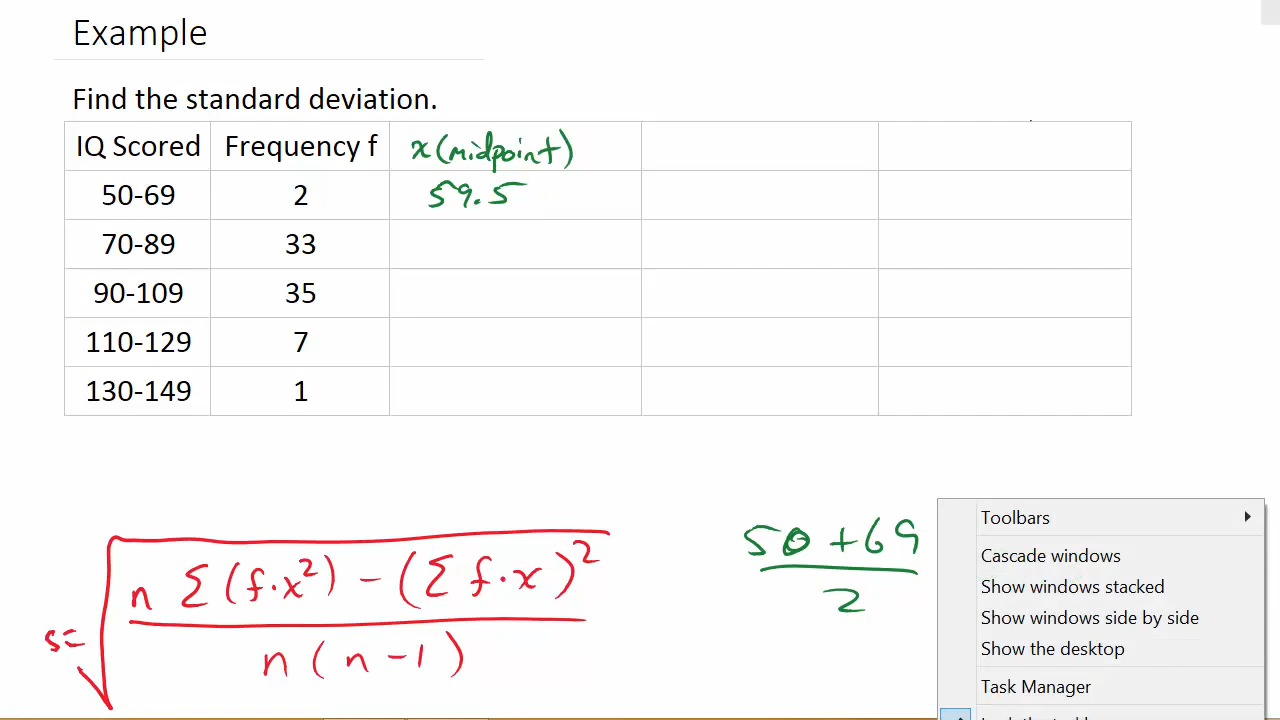 Example
Find the standard deviation.
IQ Scored Frequency f x (midpoint)
50-69 2 59.5
70-89 33
90-109 35
110-129 7
130-149 1
s = √ n Σ(f·x²) − (Σ f·x)²
n (n − 1)
50 + 69
2
Toolbars
Cascade windows
Show windows stacked
Show windows side by side
Show the desktop
Task Manager